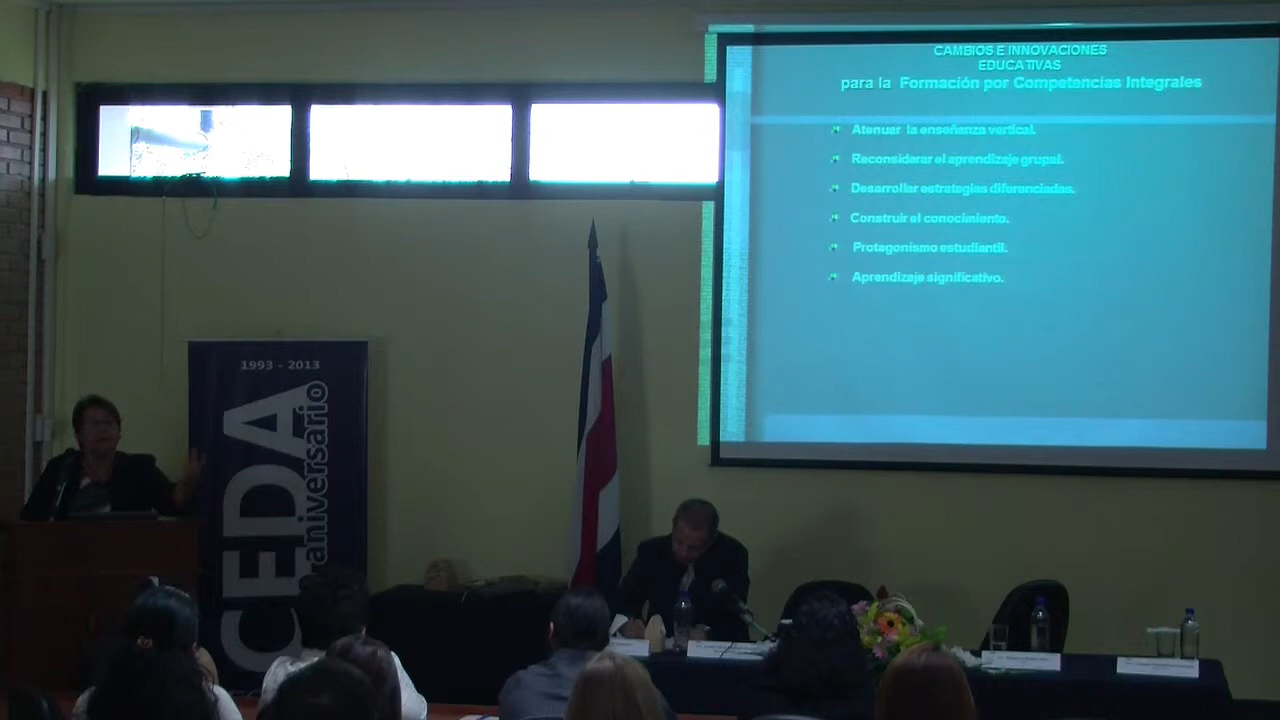 CAMBIOS E INNOVACIONES
EDUCATIVAS
para la Formación por Competencias Integrales
Atenuar la enseñanza vertical.
Reconsiderar el aprendizaje grupal.
Desarrollar estrategias diferenciadas.
Construir el conocimiento.
Protagonismo estudiantil.
Aprendizaje significativo.
1993 - 2013
CEDA
aniversario